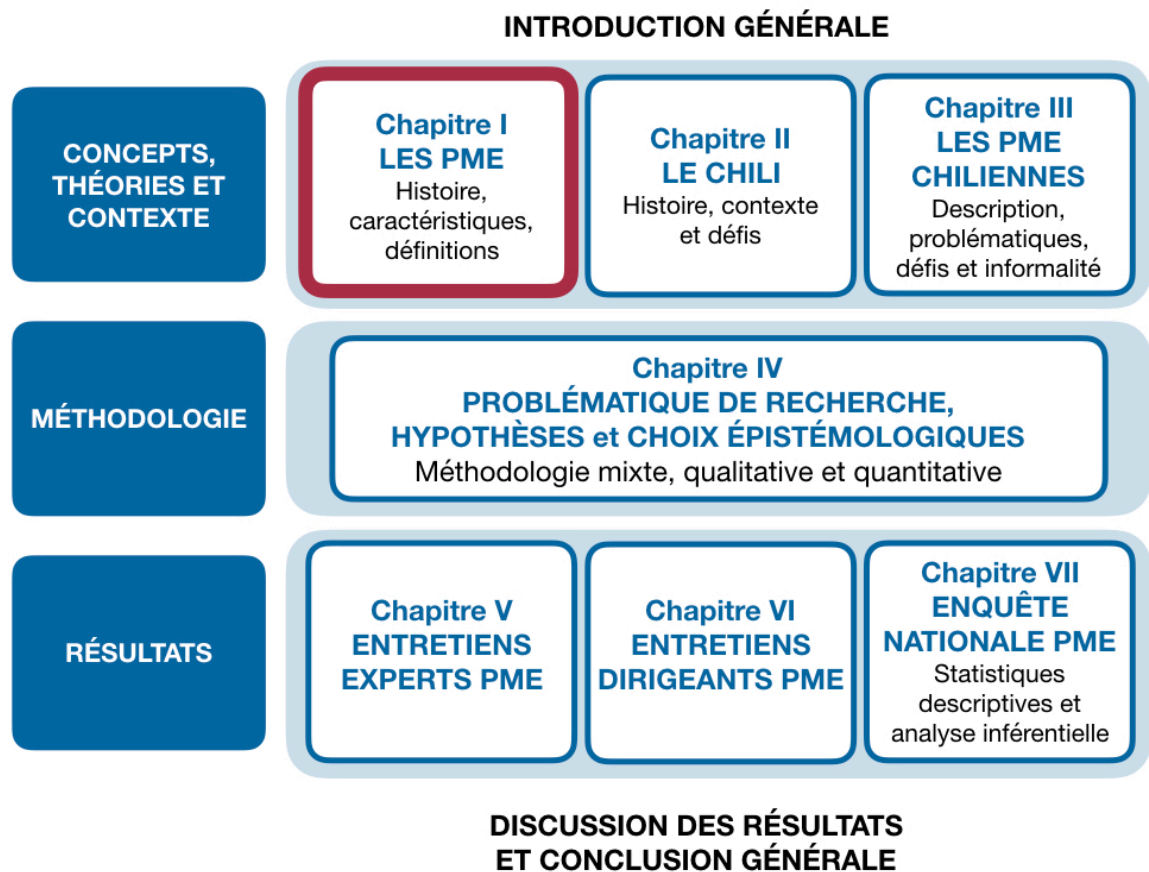 INTRODUCTION GÉNÉRALE
CONCEPTS,
THÉORIES ET
CONTEXTE
Chapitre I
LES PME
Histoire,
caractéristiques,
définitions
Chapitre II
LE CHILI
Histoire, contexte
et défis
Chapitre III
LES PME
CHILIENNES
Description,
problématiques,
défis et informalité
MÉTHODOLOGIE
Chapitre IV
PROBLÉMATIQUE DE RECHERCHE,
HYPOTHÈSES et CHOIX ÉPISTÉMOLOGIQUES
Méthodologie mixte, qualitative et quantitative
RÉSULTATS
Chapitre V
ENTRETIENS
EXPERTS PME
Chapitre VI
ENTRETIENS
DIRIGEANTS PME
Chapitre VII
ENQUÊTE
NATIONALE PME
Statistiques
descriptives et
analyse inférentielle
DISCUSSION DES RÉSULTATS
ET CONCLUSION GÉNÉRALE